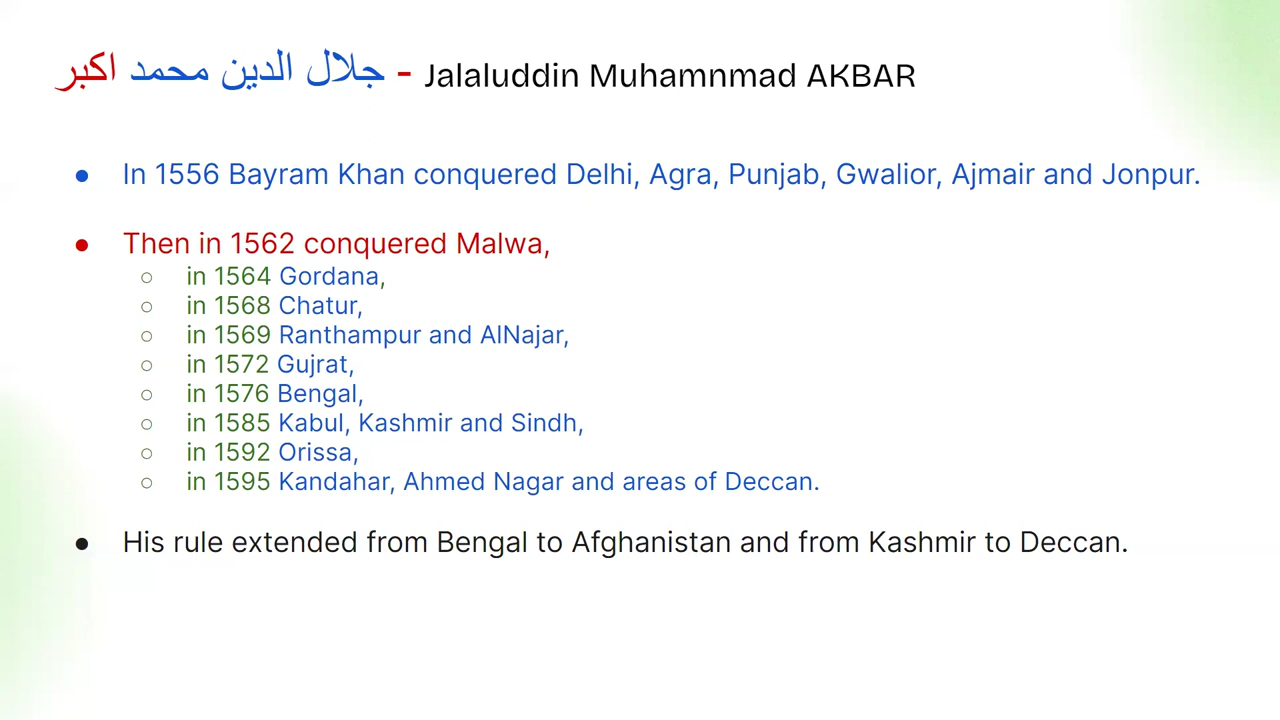 جلال الدين محمد اكبر - Jalaluddin Muhamnmad AKBAR
● In 1556 Bayram Khan conquered Delhi, Agra, Punjab, Gwalior, Ajmair and Jonpur.
● Then in 1562 conquered Malwa,
○ in 1564 Gordana,
○ in 1568 Chatur,
○ in 1569 Ranthampur and AlNajar,
○ in 1572 Gujrat,
○ in 1576 Bengal,
○ in 1585 Kabul, Kashmir and Sindh,
○ in 1592 Orissa,
○ in 1595 Kandahar, Ahmed Nagar and areas of Deccan.
● His rule extended from Bengal to Afghanistan and from Kashmir to Deccan.